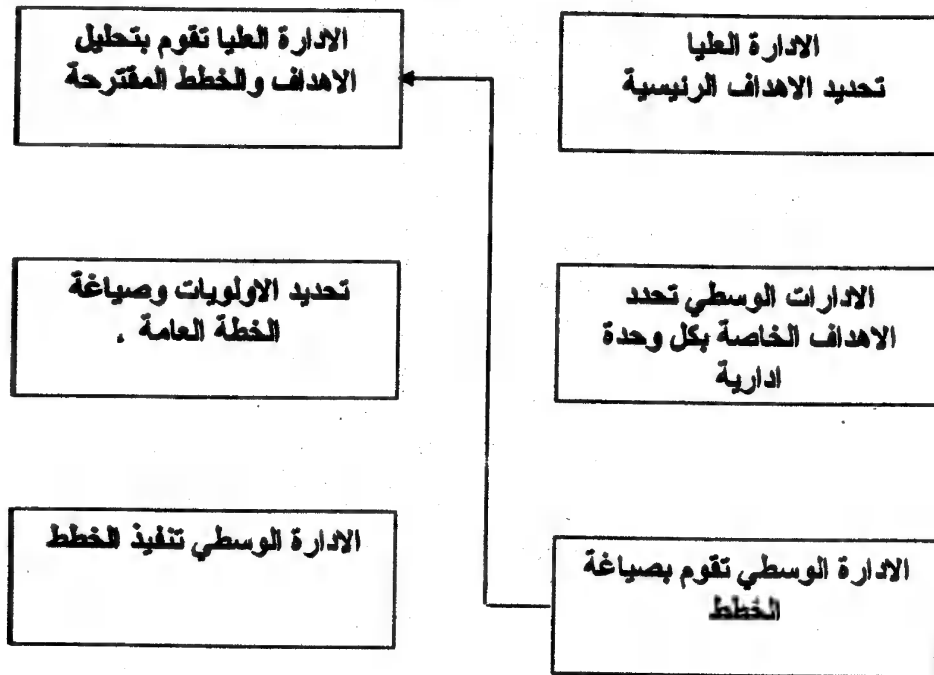 الادارة العليا
تحديد الاهداف الرئيسية
الادارات الوسطي تحدد
الاهداف الخاصة بكل وحدة
ادارية
الادارة الوسطي تقوم بصياغة
الخطط
الادارة العليا تقوم بتحليل
الاهداف والخطط المقترحة
تحديد الاولويات وصياغة
الخطة العامة .
الادارة الوسطي تنفيذ الخطط